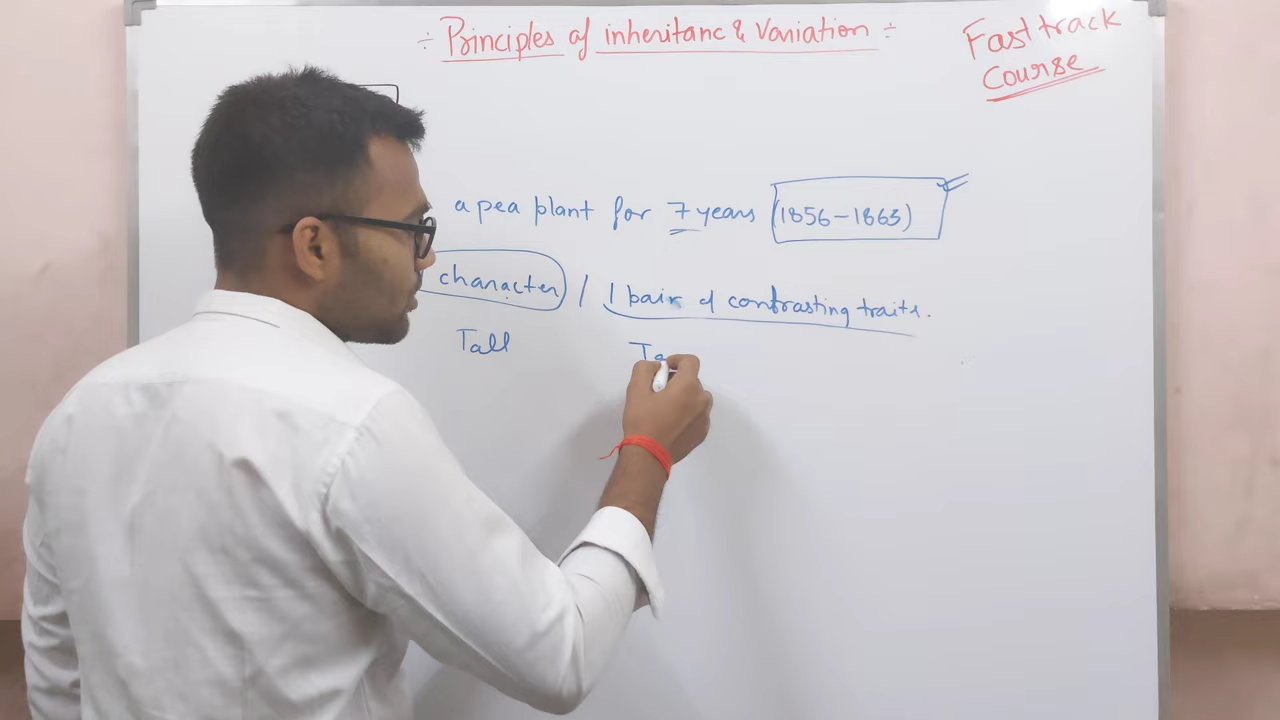 ÷ Principles of inheritanc & Variation ÷
Fast track
Course
a pea plant for 7 years (1856-1863)
character / 1 pair of contrasting traits.
Tall
Ta